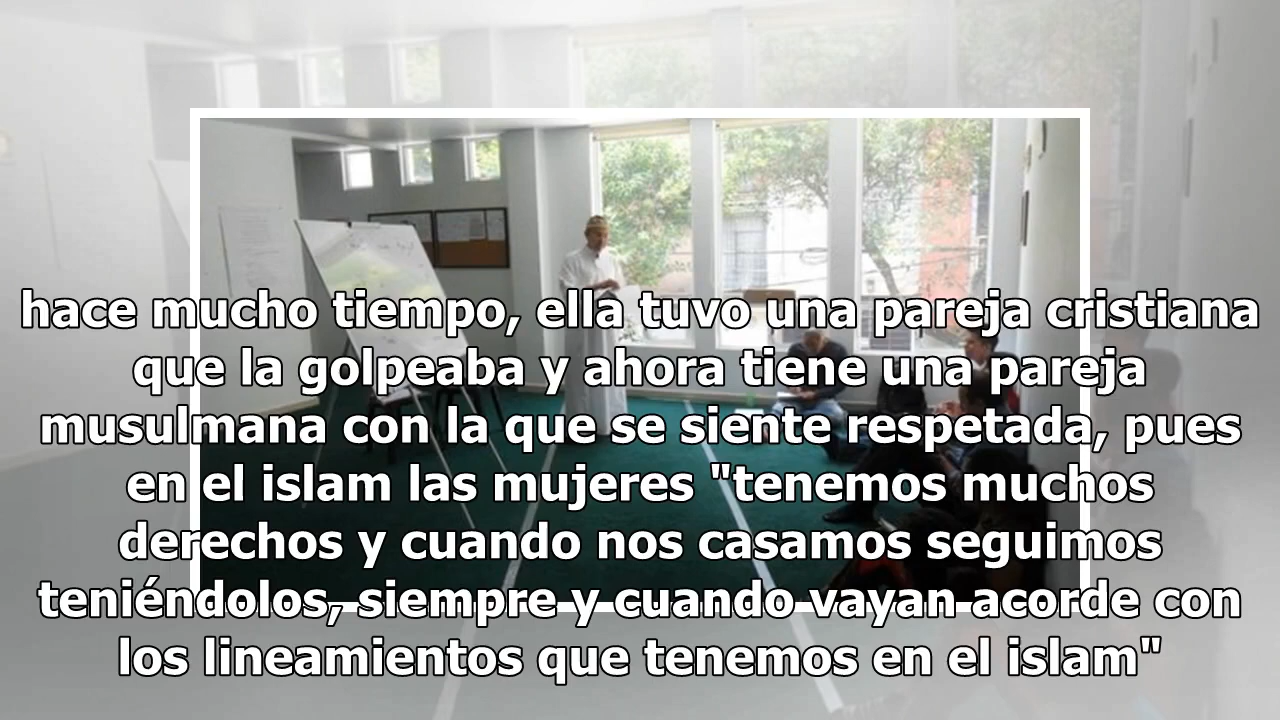 hace mucho tiempo, ella tuvo una pareja cristiana
que la golpeaba y ahora tiene una pareja
musulmana con la que se siente respetada, pues
en el islam las mujeres "tenemos muchos
derechos y cuando nos casamos seguimos
teniéndolos, siempre y cuando vayan acorde con
los lineamientos que tenemos en el islam"